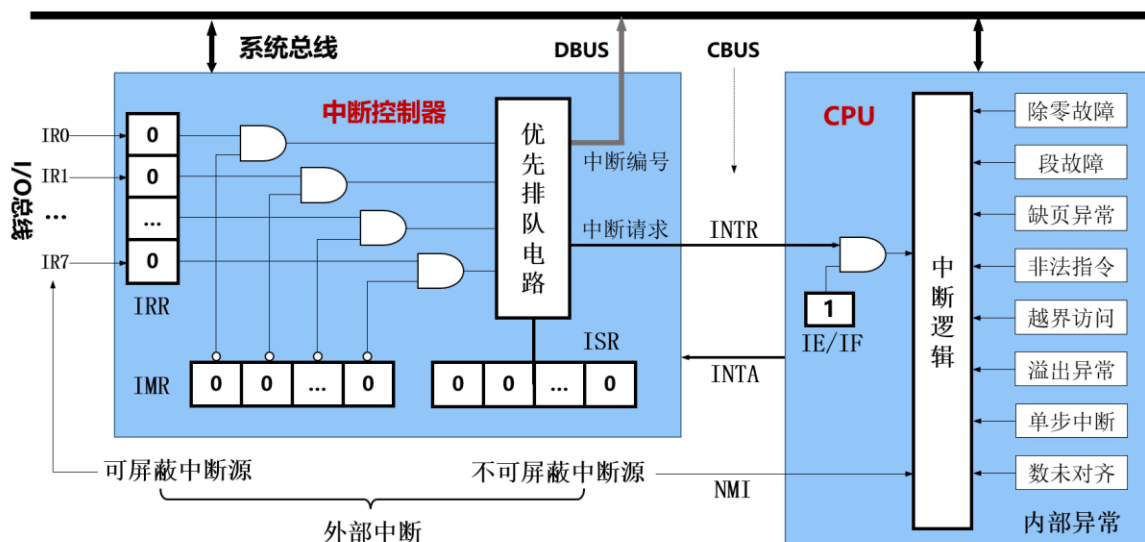 系统总线
DBUS
CBUS
中断控制器
CPU
I/O总线
IR0
IR1
...
IR7
0
0
...
0
IRR
优先排队电路
中断编号
中断请求
INTR
INTA
1
IE/IF
中断逻辑
除零故障
段故障
缺页异常
非法指令
越界访问
溢出异常
单步中断
数未对齐
内部异常
IMR
0 0 ... 0
ISR
0 0 ... 0
可屏蔽中断源
不可屏蔽中断源
NMI
外部中断